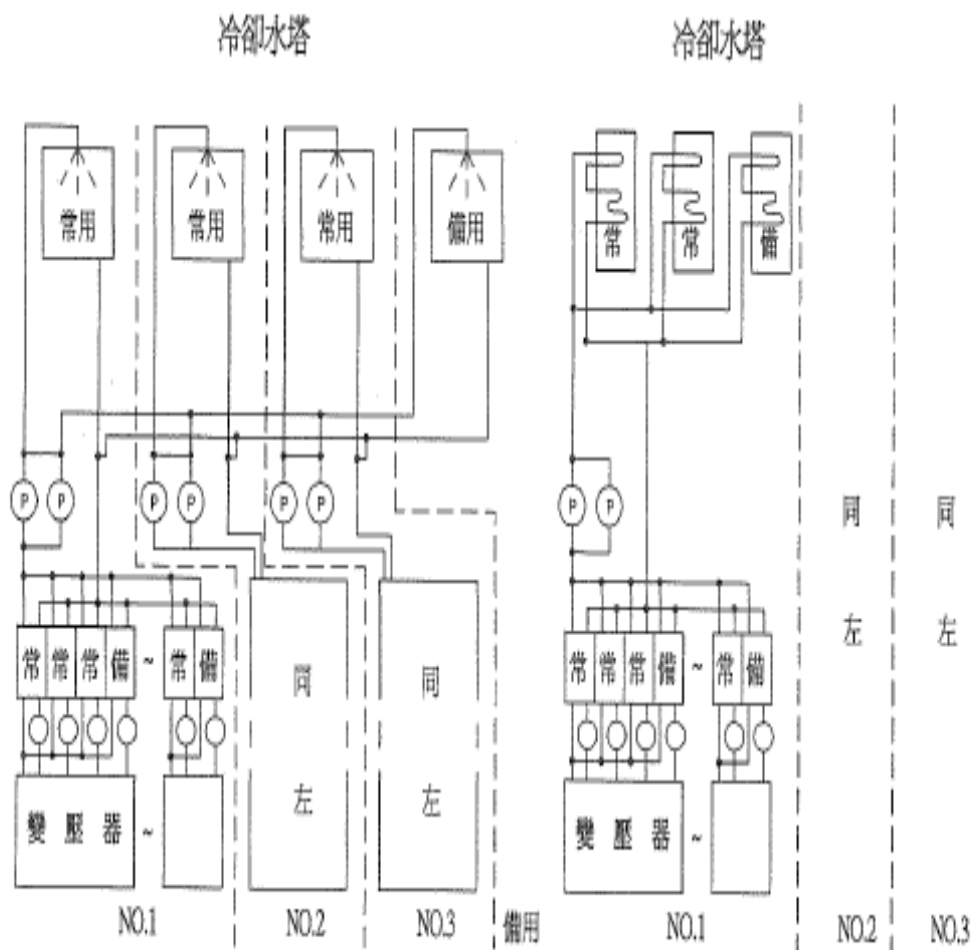 冷卻水塔
冷卻水塔
常用
常用
常用
備用
常
常
備
P
P
P
P
P
P
P
P
同
左
同
左
常
常
常
備
~
常
備
同
左
同
左
常
常
常
備
~
常
備
變壓器
~
變壓器
~
NO.1
NO.2
NO.3
備用
NO.1
NO.2
NO.3